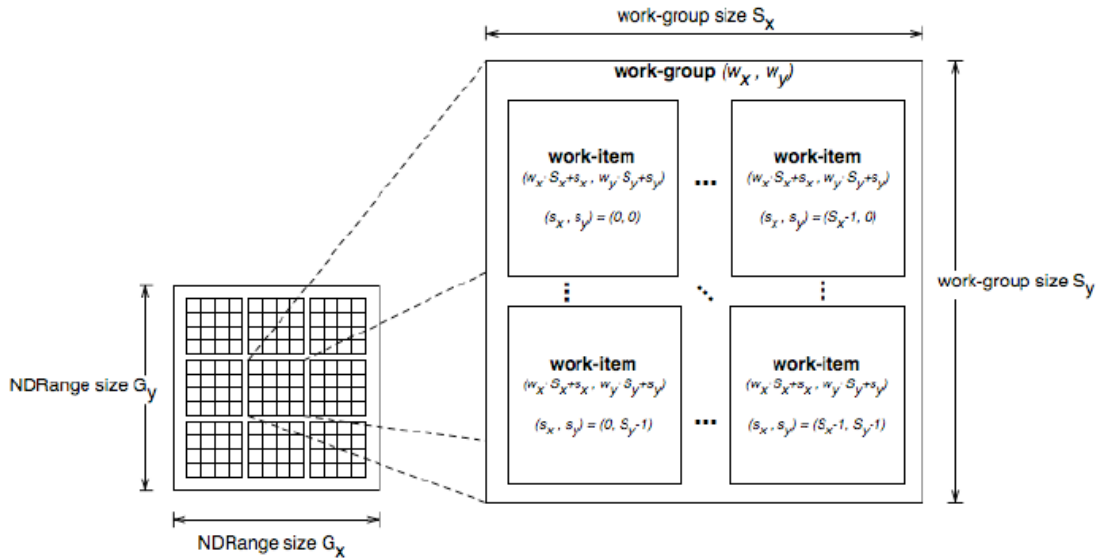 work-group size Sx
work-group (wx , wy)
work-item
(wx· Sx+sx , wy· Sy+sy)
(sx , sy) = (0, 0)
...
work-item
(wx· Sx+sx , wy· Sy+sy)
(sx , sy) = (Sx-1, 0)
work-group size Sy
work-item
(wx· Sx+sx , wy· Sy+sy)
(sx , sy) = (0, Sy-1)
...
work-item
(wx· Sx+sx , wy· Sy+sy)
(sx , sy) = (Sx-1, Sy-1)
NDRange size Gy
NDRange size Gx